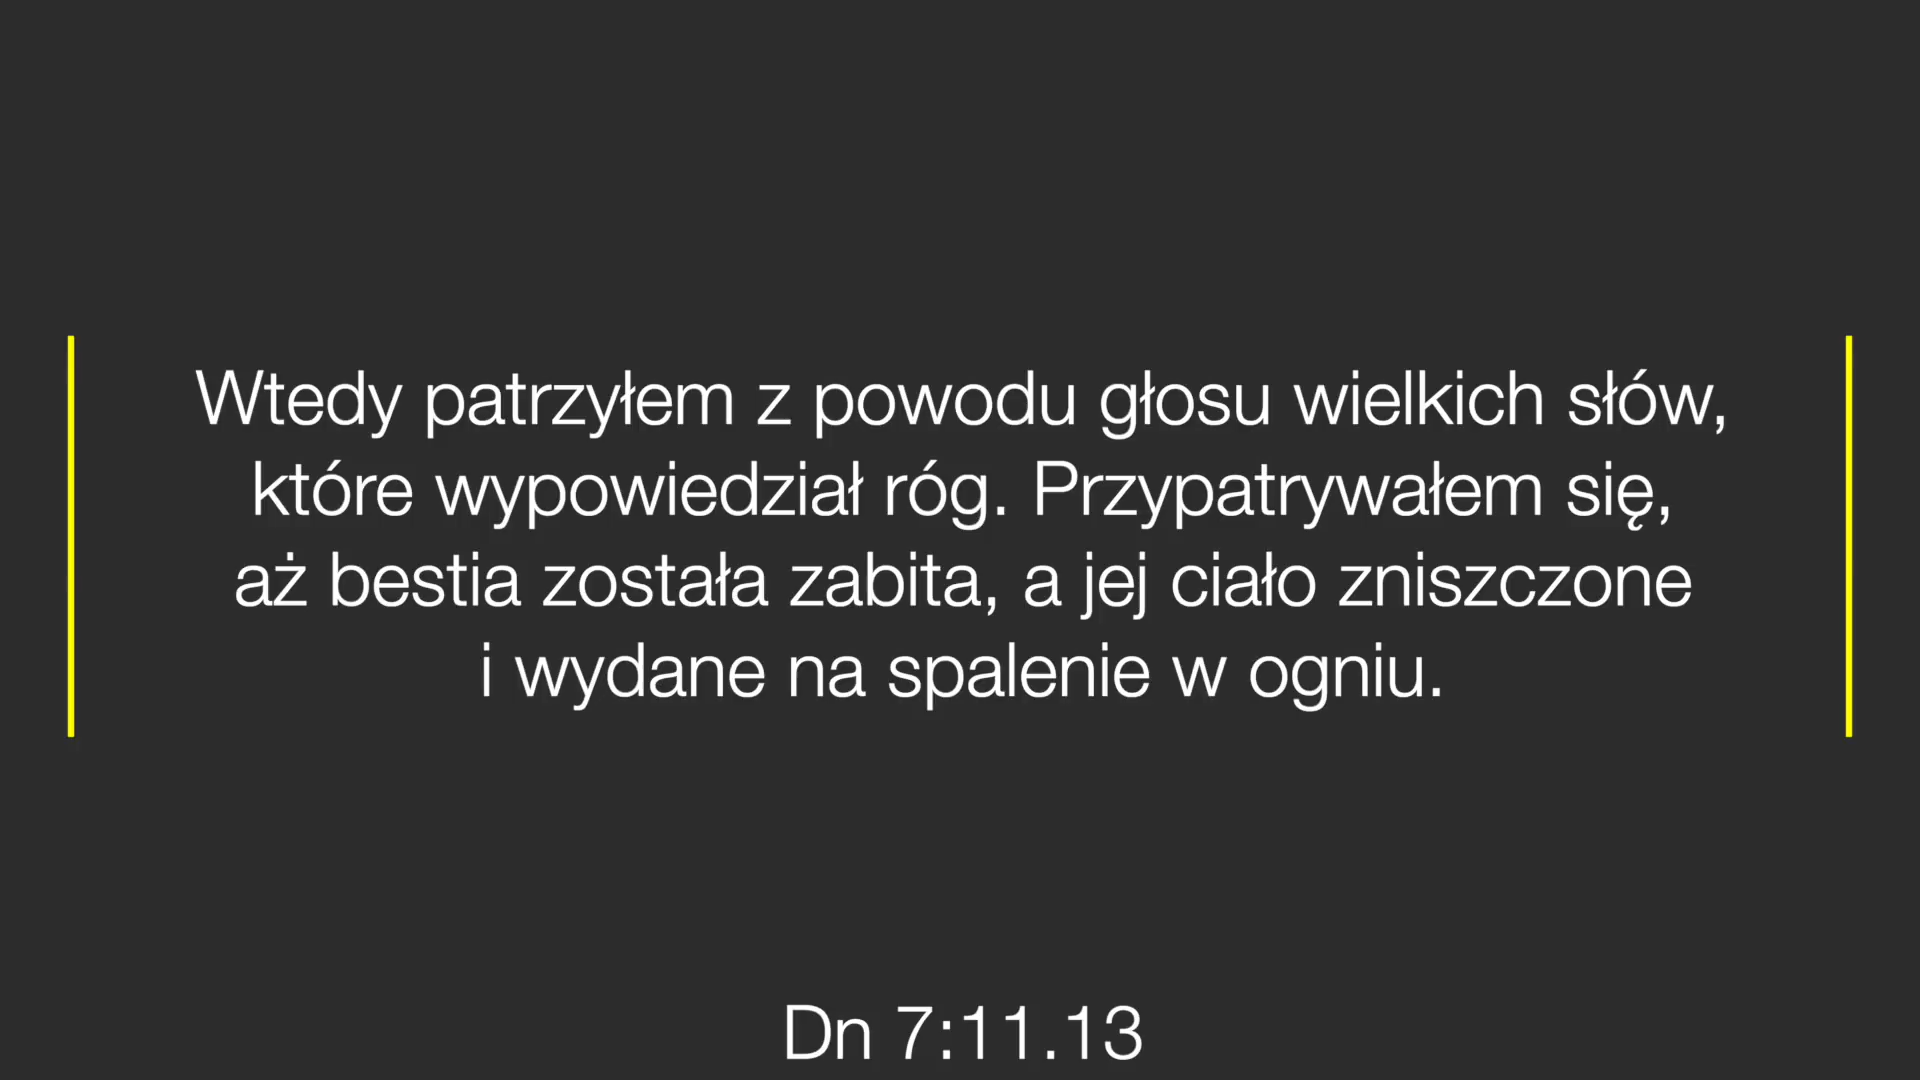 Wtedy patrzyłem z powodu głosu wielkich słów,
które wypowiedział róg. Przypatrywałem się,
aż bestia została zabita, a jej ciało zniszczone
i wydane na spalenie w ogniu.
Dn 7:11.13